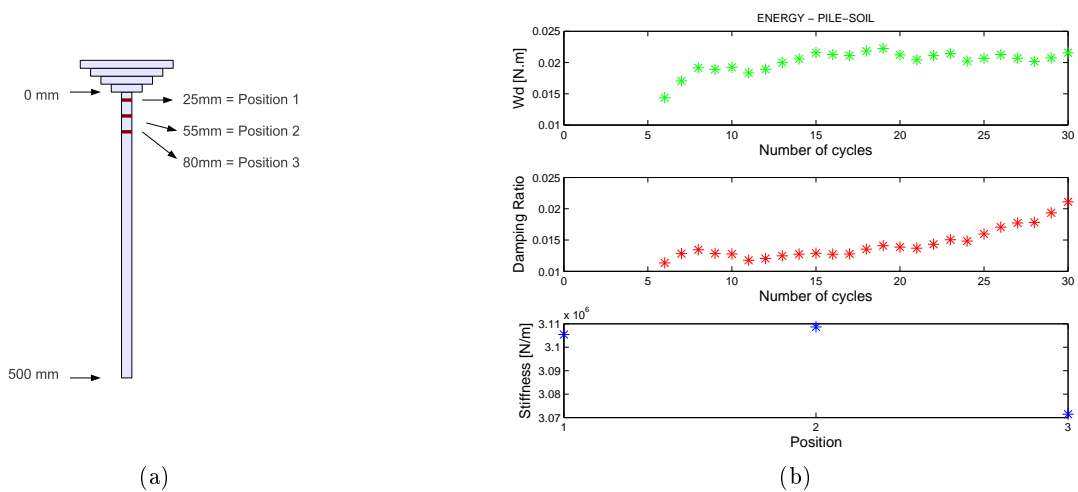 0 mm
25mm = Position 1
55mm = Position 2
80mm = Position 3
500 mm
(a)
ENERGY − PILE−SOIL
Wd [N.m]
0.025
0.02
0.015
0.01
0 5 10 15 20 25 30
Number of cycles
Damping Ratio
0.025
0.02
0.015
0.01
0 5 10 15 20 25 30
Number of cycles
x 10^6
Stiffness [N/m]
3.11
3.1
3.09
3.08
3.07
1 2 3
Position
(b)